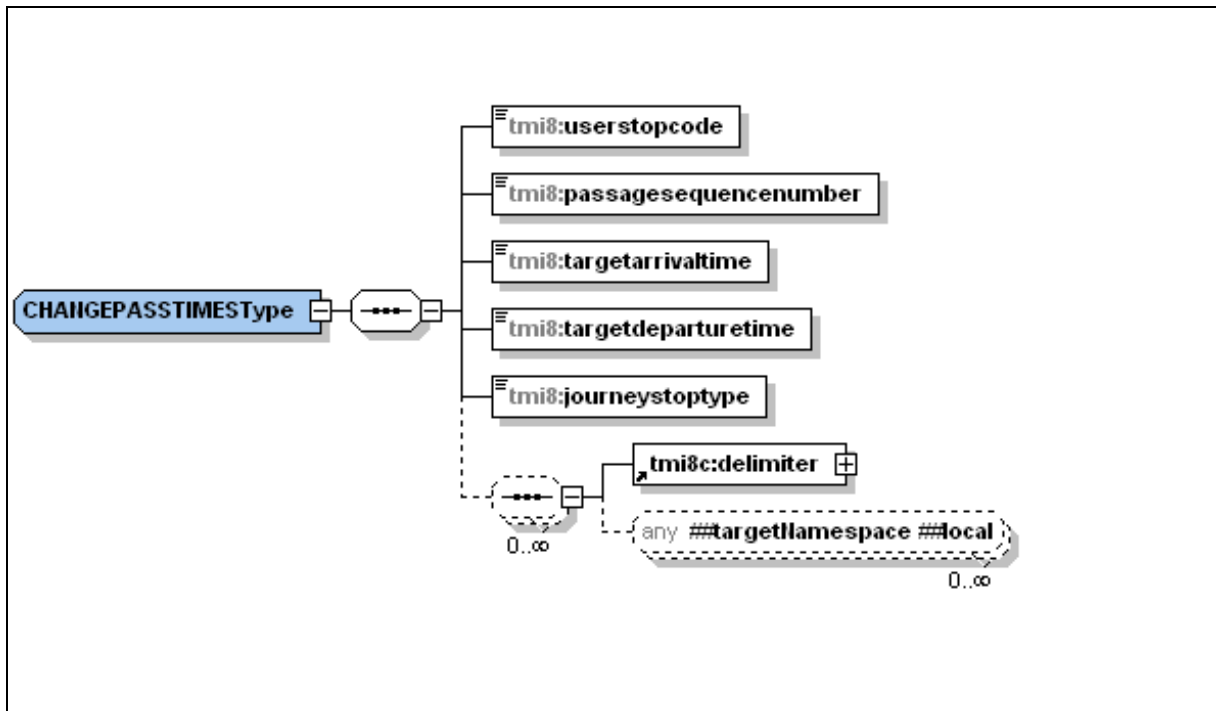 tmi8:userstopcode
tmi8:passagesequencenumber
tmi8:targetarrivaltime
CHANGEPASSTIMESType
tmi8:targetdeparturetime
tmi8:journeystoptype
tmi8c:delimiter
0..∞
any ##targetNamespace ##local
0..∞